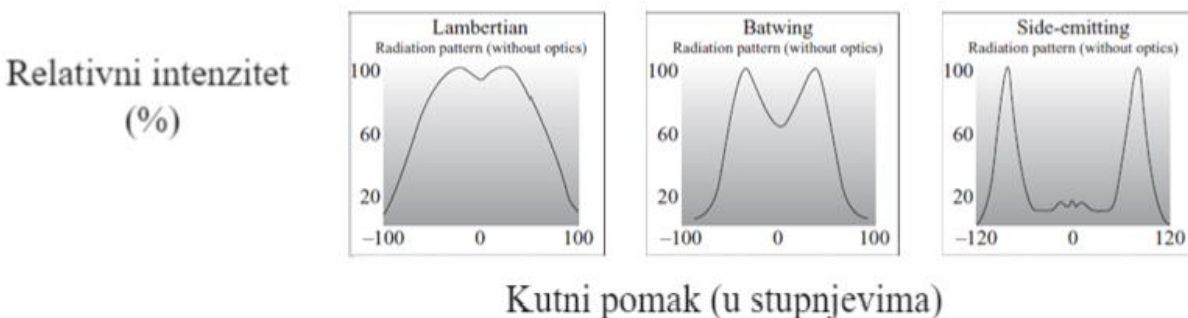 Relativni intenzitet
(%)
Lambertian
Radiation pattern (without optics)
100
60
20
–100 0 100
Batwing
Radiation pattern (without optics)
100
60
20
–100 0 100
Side-emitting
Radiation pattern (without optics)
100
60
20
–120 0 120
Kutni pomak (u stupnjevima)